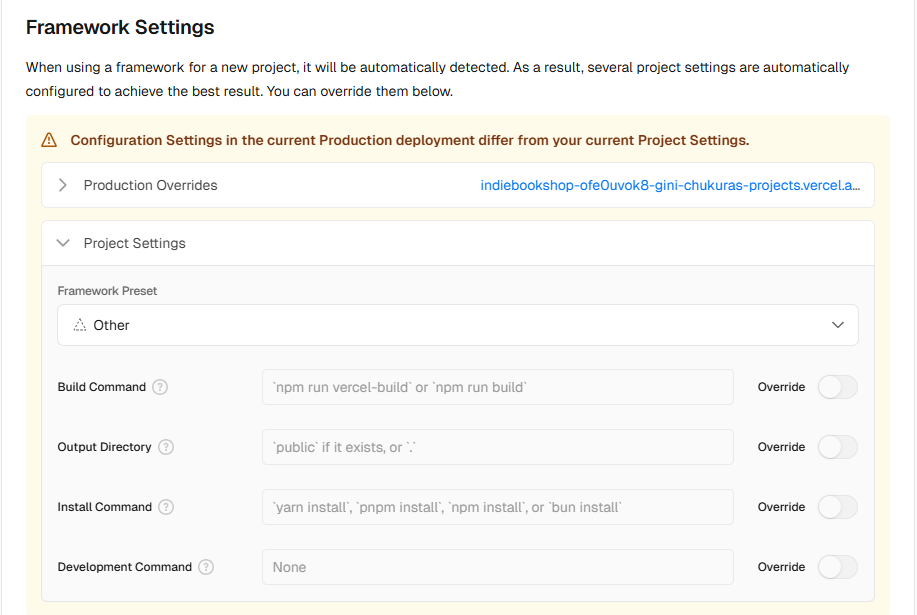 Framework Settings
When using a framework for a new project, it will be automatically detected. As a result, several project settings are automatically
configured to achieve the best result. You can override them below.
Configuration Settings in the current Production deployment differ from your current Project Settings.
Production Overrides indiebookshop-ofe0uvok8-gini-chukuras-projects.vercel.a...
Project Settings
Framework Preset
Other
Build Command ? `npm run vercel-build` or `npm run build` Override
Output Directory ? `public` if it exists, or `.` Override
Install Command ? `yarn install`, `pnpm install`, `npm install`, or `bun install` Override
Development Command ? None Override